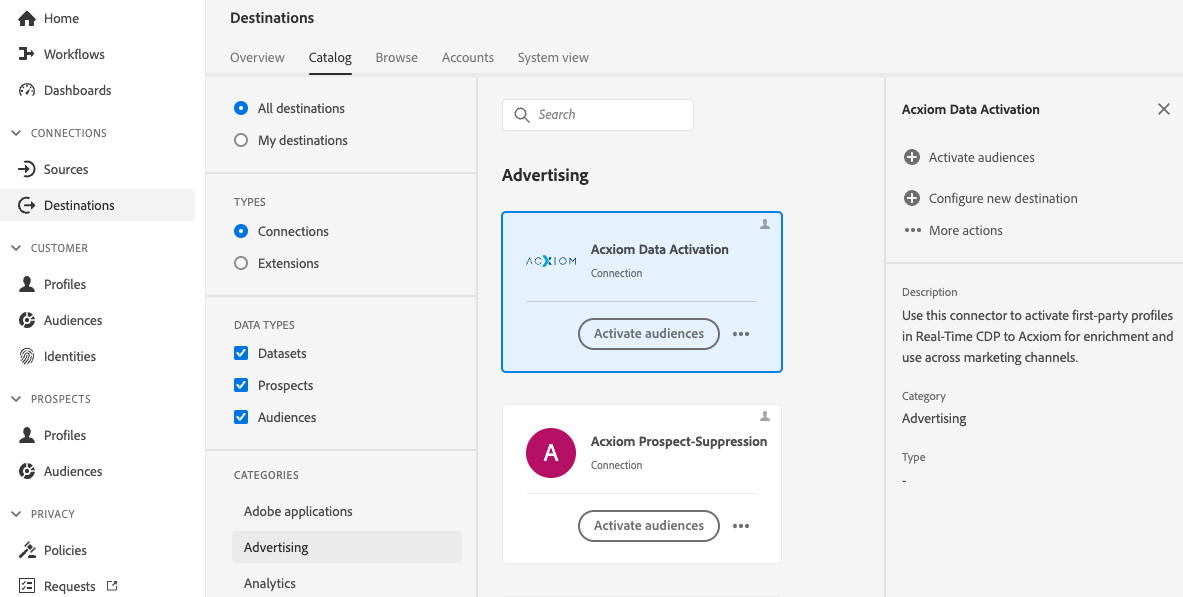 Home
Workflows
Dashboards
CONNECTIONS
Sources
Destinations
CUSTOMER
Profiles
Audiences
Identities
PROSPECTS
Profiles
Audiences
PRIVACY
Policies
Requests
Destinations
Overview
Catalog
Browse
Accounts
System view
All destinations
My destinations
TYPES
Connections
Extensions
DATA TYPES
Datasets
Prospects
Audiences
CATEGORIES
Adobe applications
Advertising
Analytics
Search
Advertising
ACXIOM
Acxiom Data Activation
Connection
Activate audiences
A
Acxiom Prospect-Suppression
Connection
Activate audiences
Acxiom Data Activation
Activate audiences
Configure new destination
More actions
Description
Use this connector to activate first-party profiles
in Real-Time CDP to Acxiom for enrichment and
use across marketing channels.
Category
Advertising
Type
-